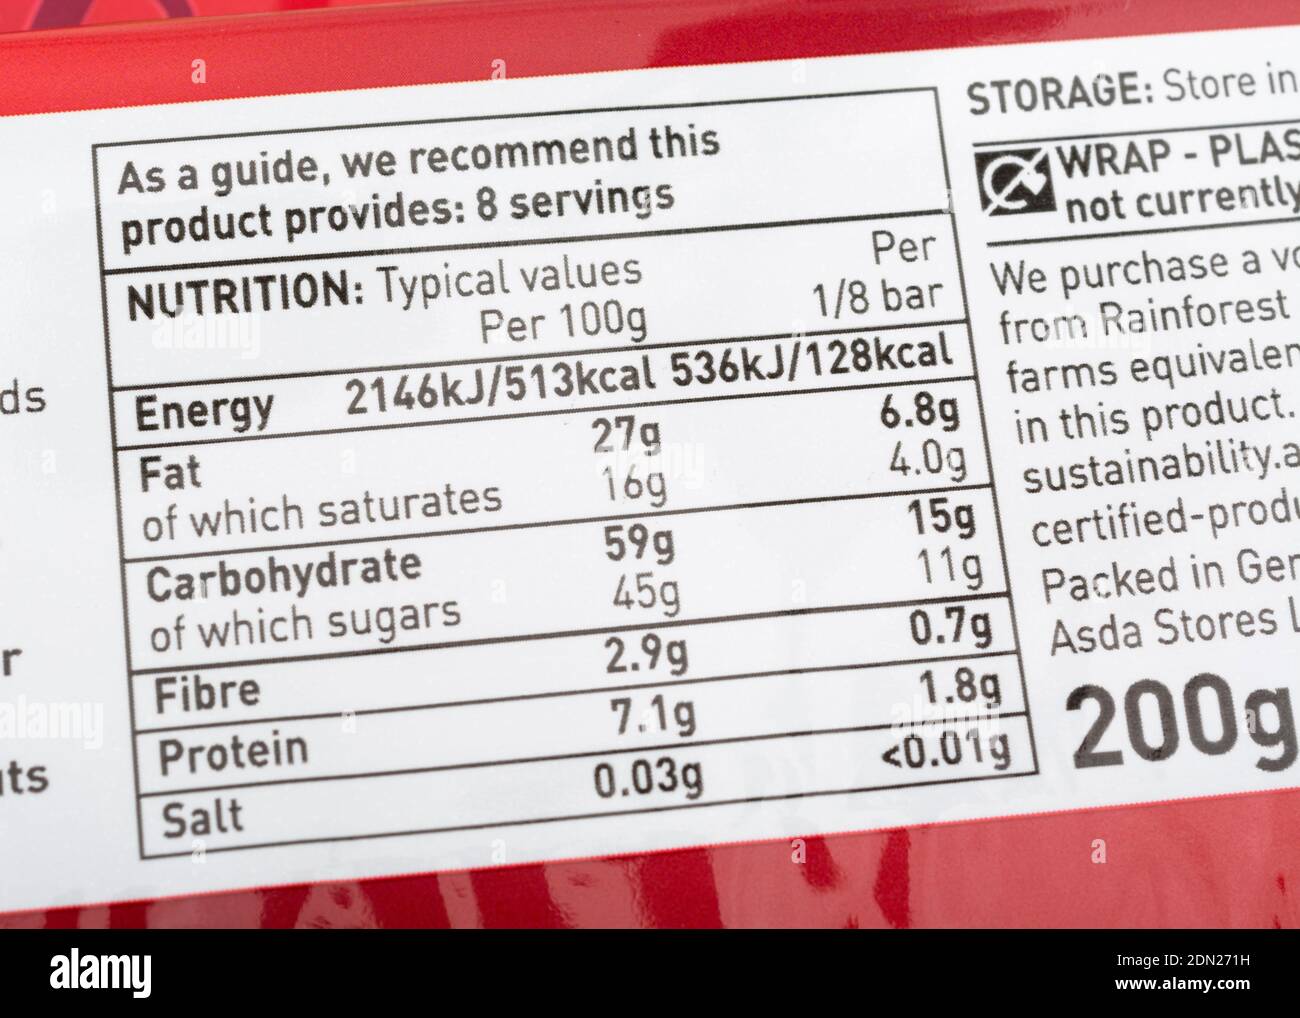 As a guide, we recommend this
product provides: 8 servings
NUTRITION: Typical values
Per 100g
Per
1/8 bar
Energy 2146kJ/513kcal 536kJ/128kcal
Fat 27g 6.8g
of which saturates 16g 4.0g
Carbohydrate 59g 15g
of which sugars 45g 11g
Fibre 2.9g 0.7g
Protein 7.1g 1.8g
Salt 0.03g <0.01g
STORAGE: Store in
WRAP - PLAS
not currently
We purchase a
from Rainforest
farms equivalen
in this product.
sustainability.a
certified-produ
Packed in Ger
Asda Stores L
200g
ds
r
uts
a a a
alamy alamy alamy
a a a a
alamy
Image ID: 2DN271H
www.alamy.com